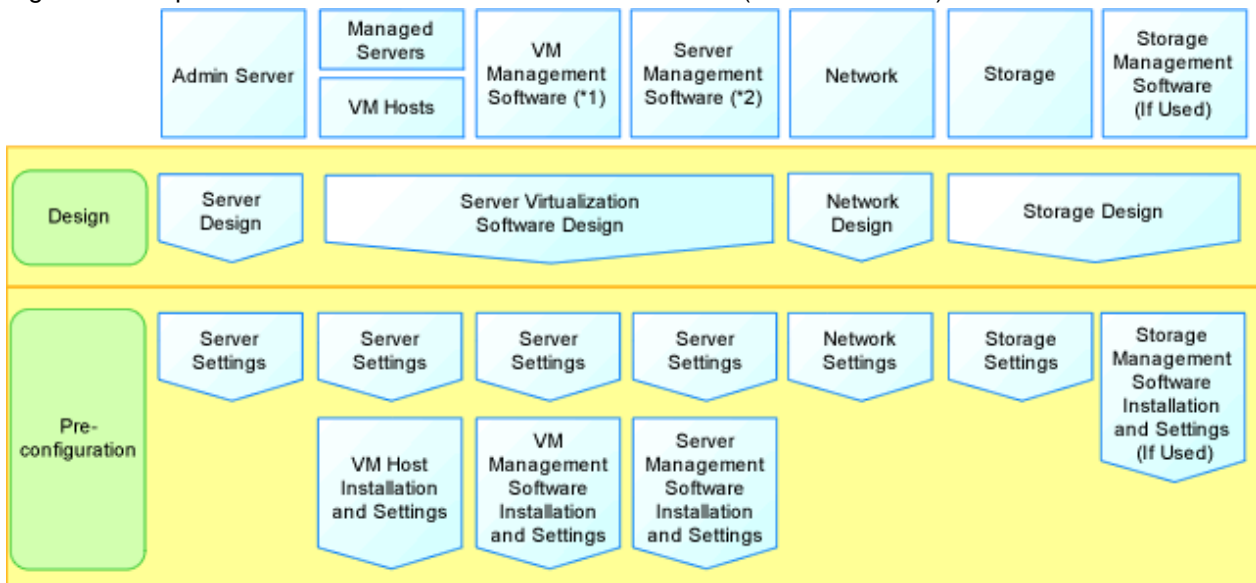 Admin Server
Managed
Servers
VM Hosts
VM
Management
Software (*1)
Server
Management
Software (*2)
Network
Storage
Storage
Management
Software
(If Used)
Design
Server
Design
Server Virtualization
Software Design
Network
Design
Storage Design
Pre-
configuration
Server
Settings
Server
Settings
Server
Settings
Server
Settings
Network
Settings
Storage
Settings
Storage
Management
Software
Installation
and Settings
(If Used)
VM Host
Installation
and Settings
VM
Management
Software
Installation
and Settings
Server
Management
Software
Installation
and Settings